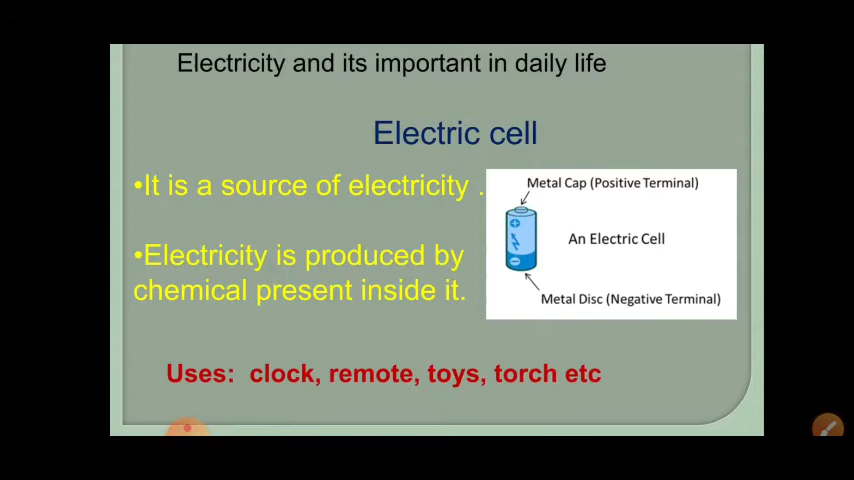 Electricity and its important in daily life
Electric cell
•It is a source of electricity .
•Electricity is produced by
chemical present inside it.
Metal Cap (Positive Terminal)
An Electric Cell
Metal Disc (Negative Terminal)
Uses: clock, remote, toys, torch etc